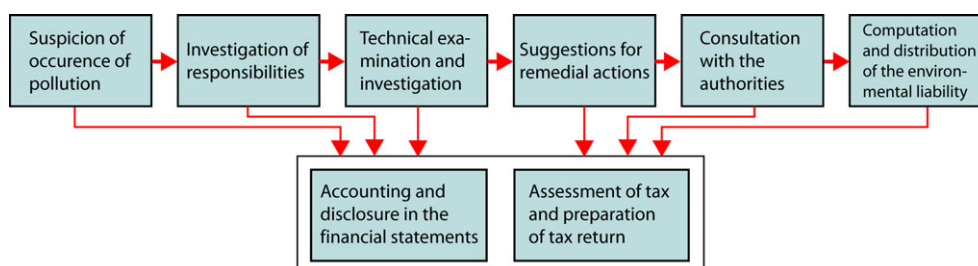 Suspicion of
occurence of
pollution
Investigation of
responsibilities
Technical exa-
mination and
investigation
Suggestions for
remedial actions
Consultation
with the
authorities
Computation
and distribution
of the environ-
mental liability
Accounting and
disclosure in the
financial statements
Assessment of tax
and preparation
of tax return